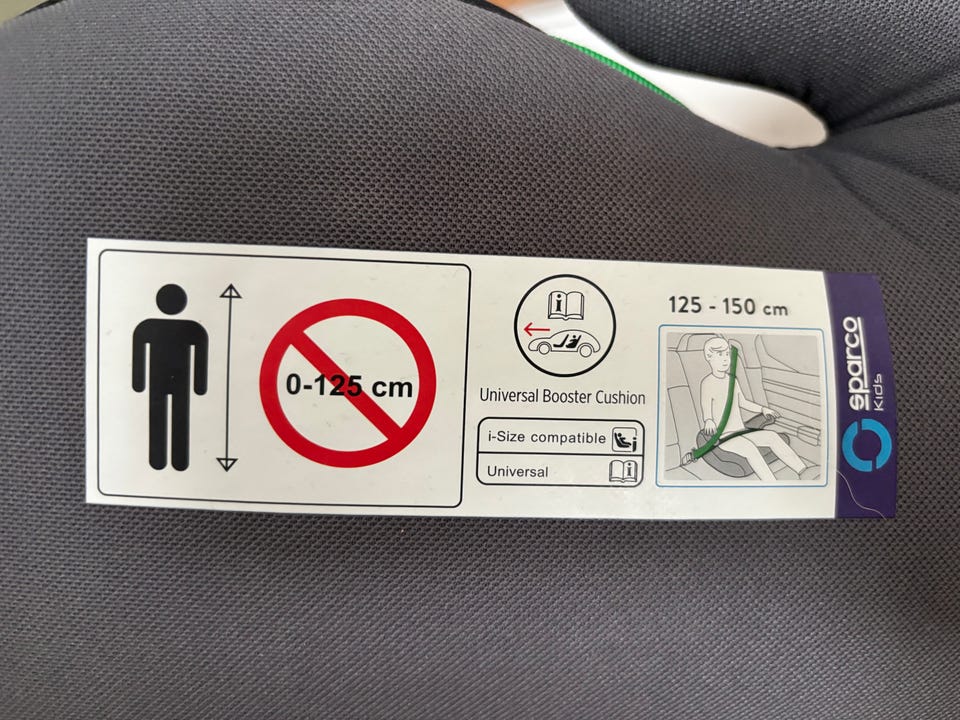 0-125 cm
Universal Booster Cushion
i-Size compatible
Universal
125 - 150 cm
sparco
Kids